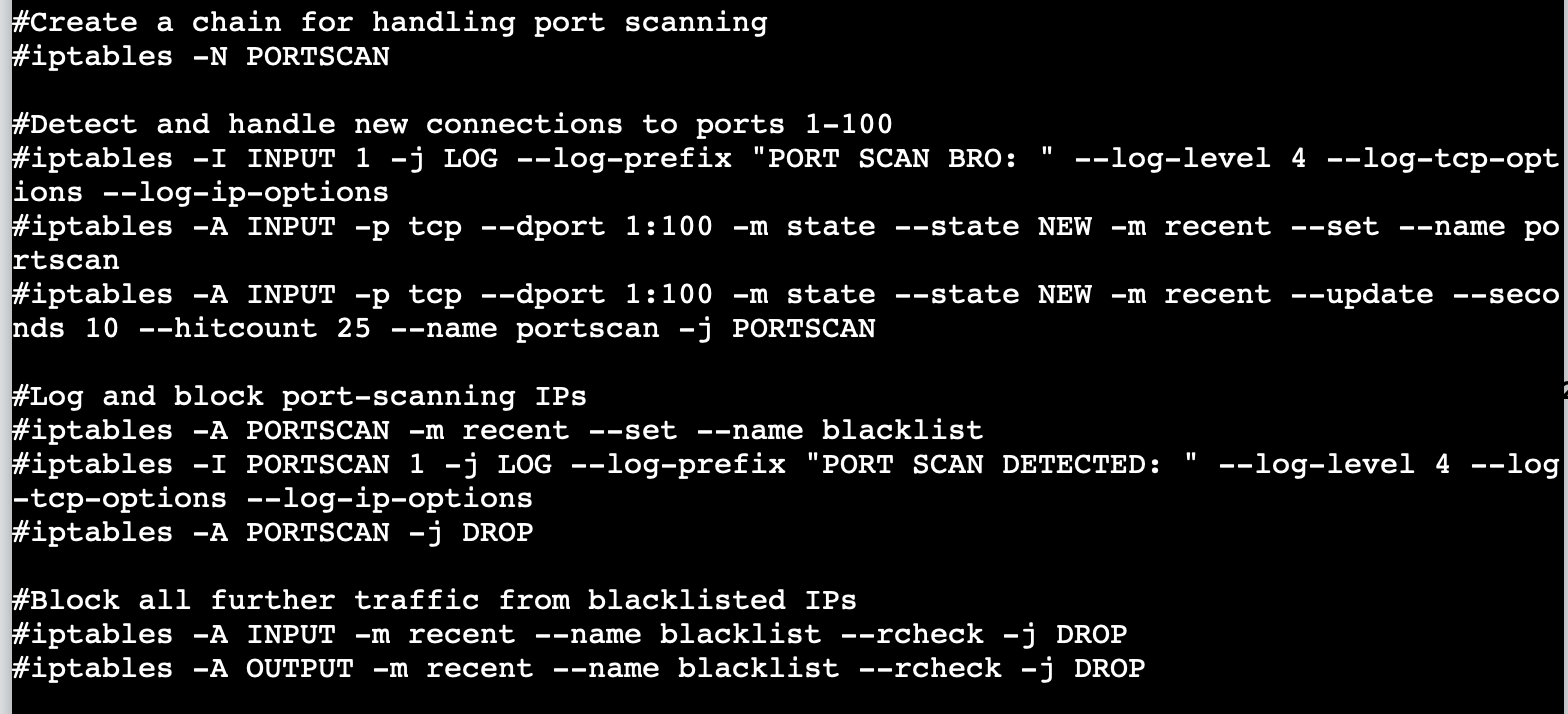 #Create a chain for handling port scanning
#iptables -N PORTSCAN
#Detect and handle new connections to ports 1-100
#iptables -I INPUT 1 -j LOG --log-prefix "PORT SCAN BRO: " --log-level 4 --log-tcp-opt
ions --log-ip-options
#iptables -A INPUT -p tcp --dport 1:100 -m state --state NEW -m recent --set --name po
rtscan
#iptables -A INPUT -p tcp --dport 1:100 -m state --state NEW -m recent --update --seco
nds 10 --hitcount 25 --name portscan -j PORTSCAN
#Log and block port-scanning IPs
#iptables -A PORTSCAN -m recent --set --name blacklist
#iptables -I PORTSCAN 1 -j LOG --log-prefix "PORT SCAN DETECTED: " --log-level 4 --log
-tcp-options --log-ip-options
#iptables -A PORTSCAN -j DROP
#Block all further traffic from blacklisted IPs
#iptables -A INPUT -m recent --name blacklist --rcheck -j DROP
#iptables -A OUTPUT -m recent --name blacklist --rcheck -j DROP